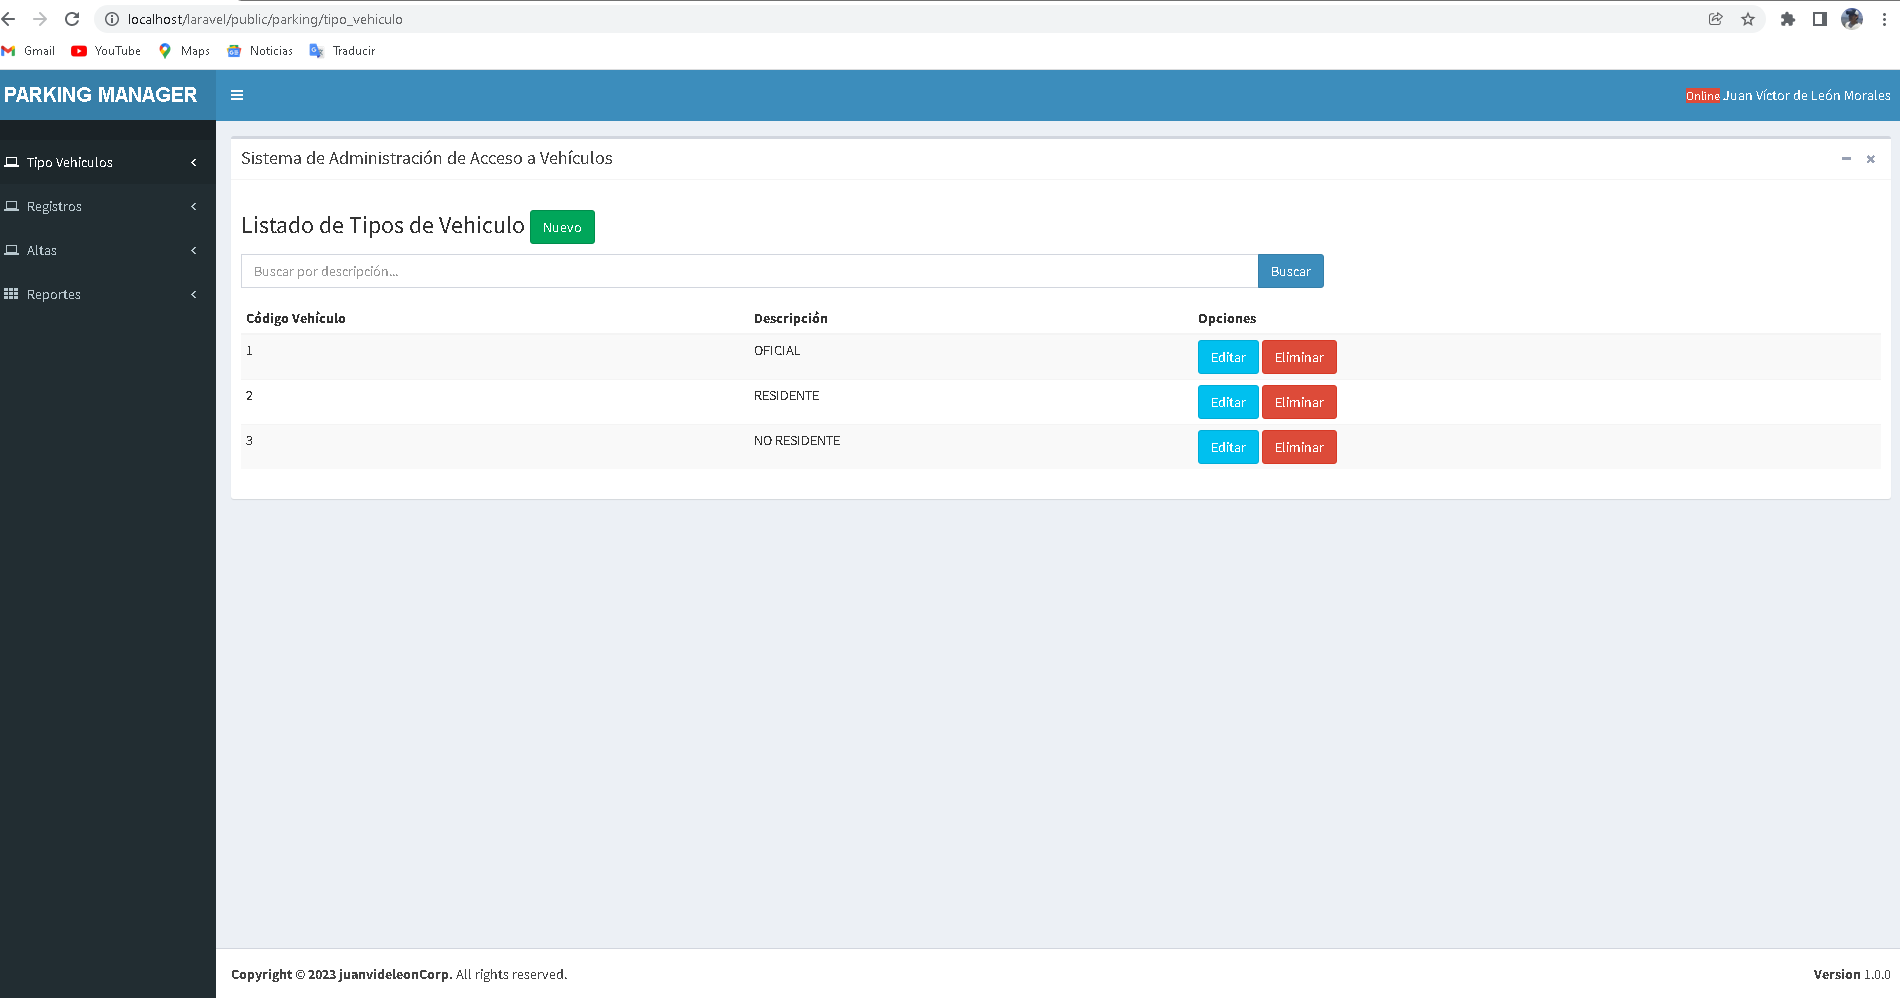 localhost/laravel/public/parking/tipo_vehiculo
Gmail YouTube Maps Noticias Traducir
PARKING MANAGER
Online Juan Víctor de León Morales
Tipo Vehiculos
Registros
Altas
Reportes
Sistema de Administración de Acceso a Vehículos
Listado de Tipos de Vehiculo Nuevo
Buscar por descripción... Buscar
Código Vehículo Descripción Opciones
1 OFICIAL Editar Eliminar
2 RESIDENTE Editar Eliminar
3 NO RESIDENTE Editar Eliminar
Copyright © 2023 juanvideleonCorp. All rights reserved. Version 1.0.0